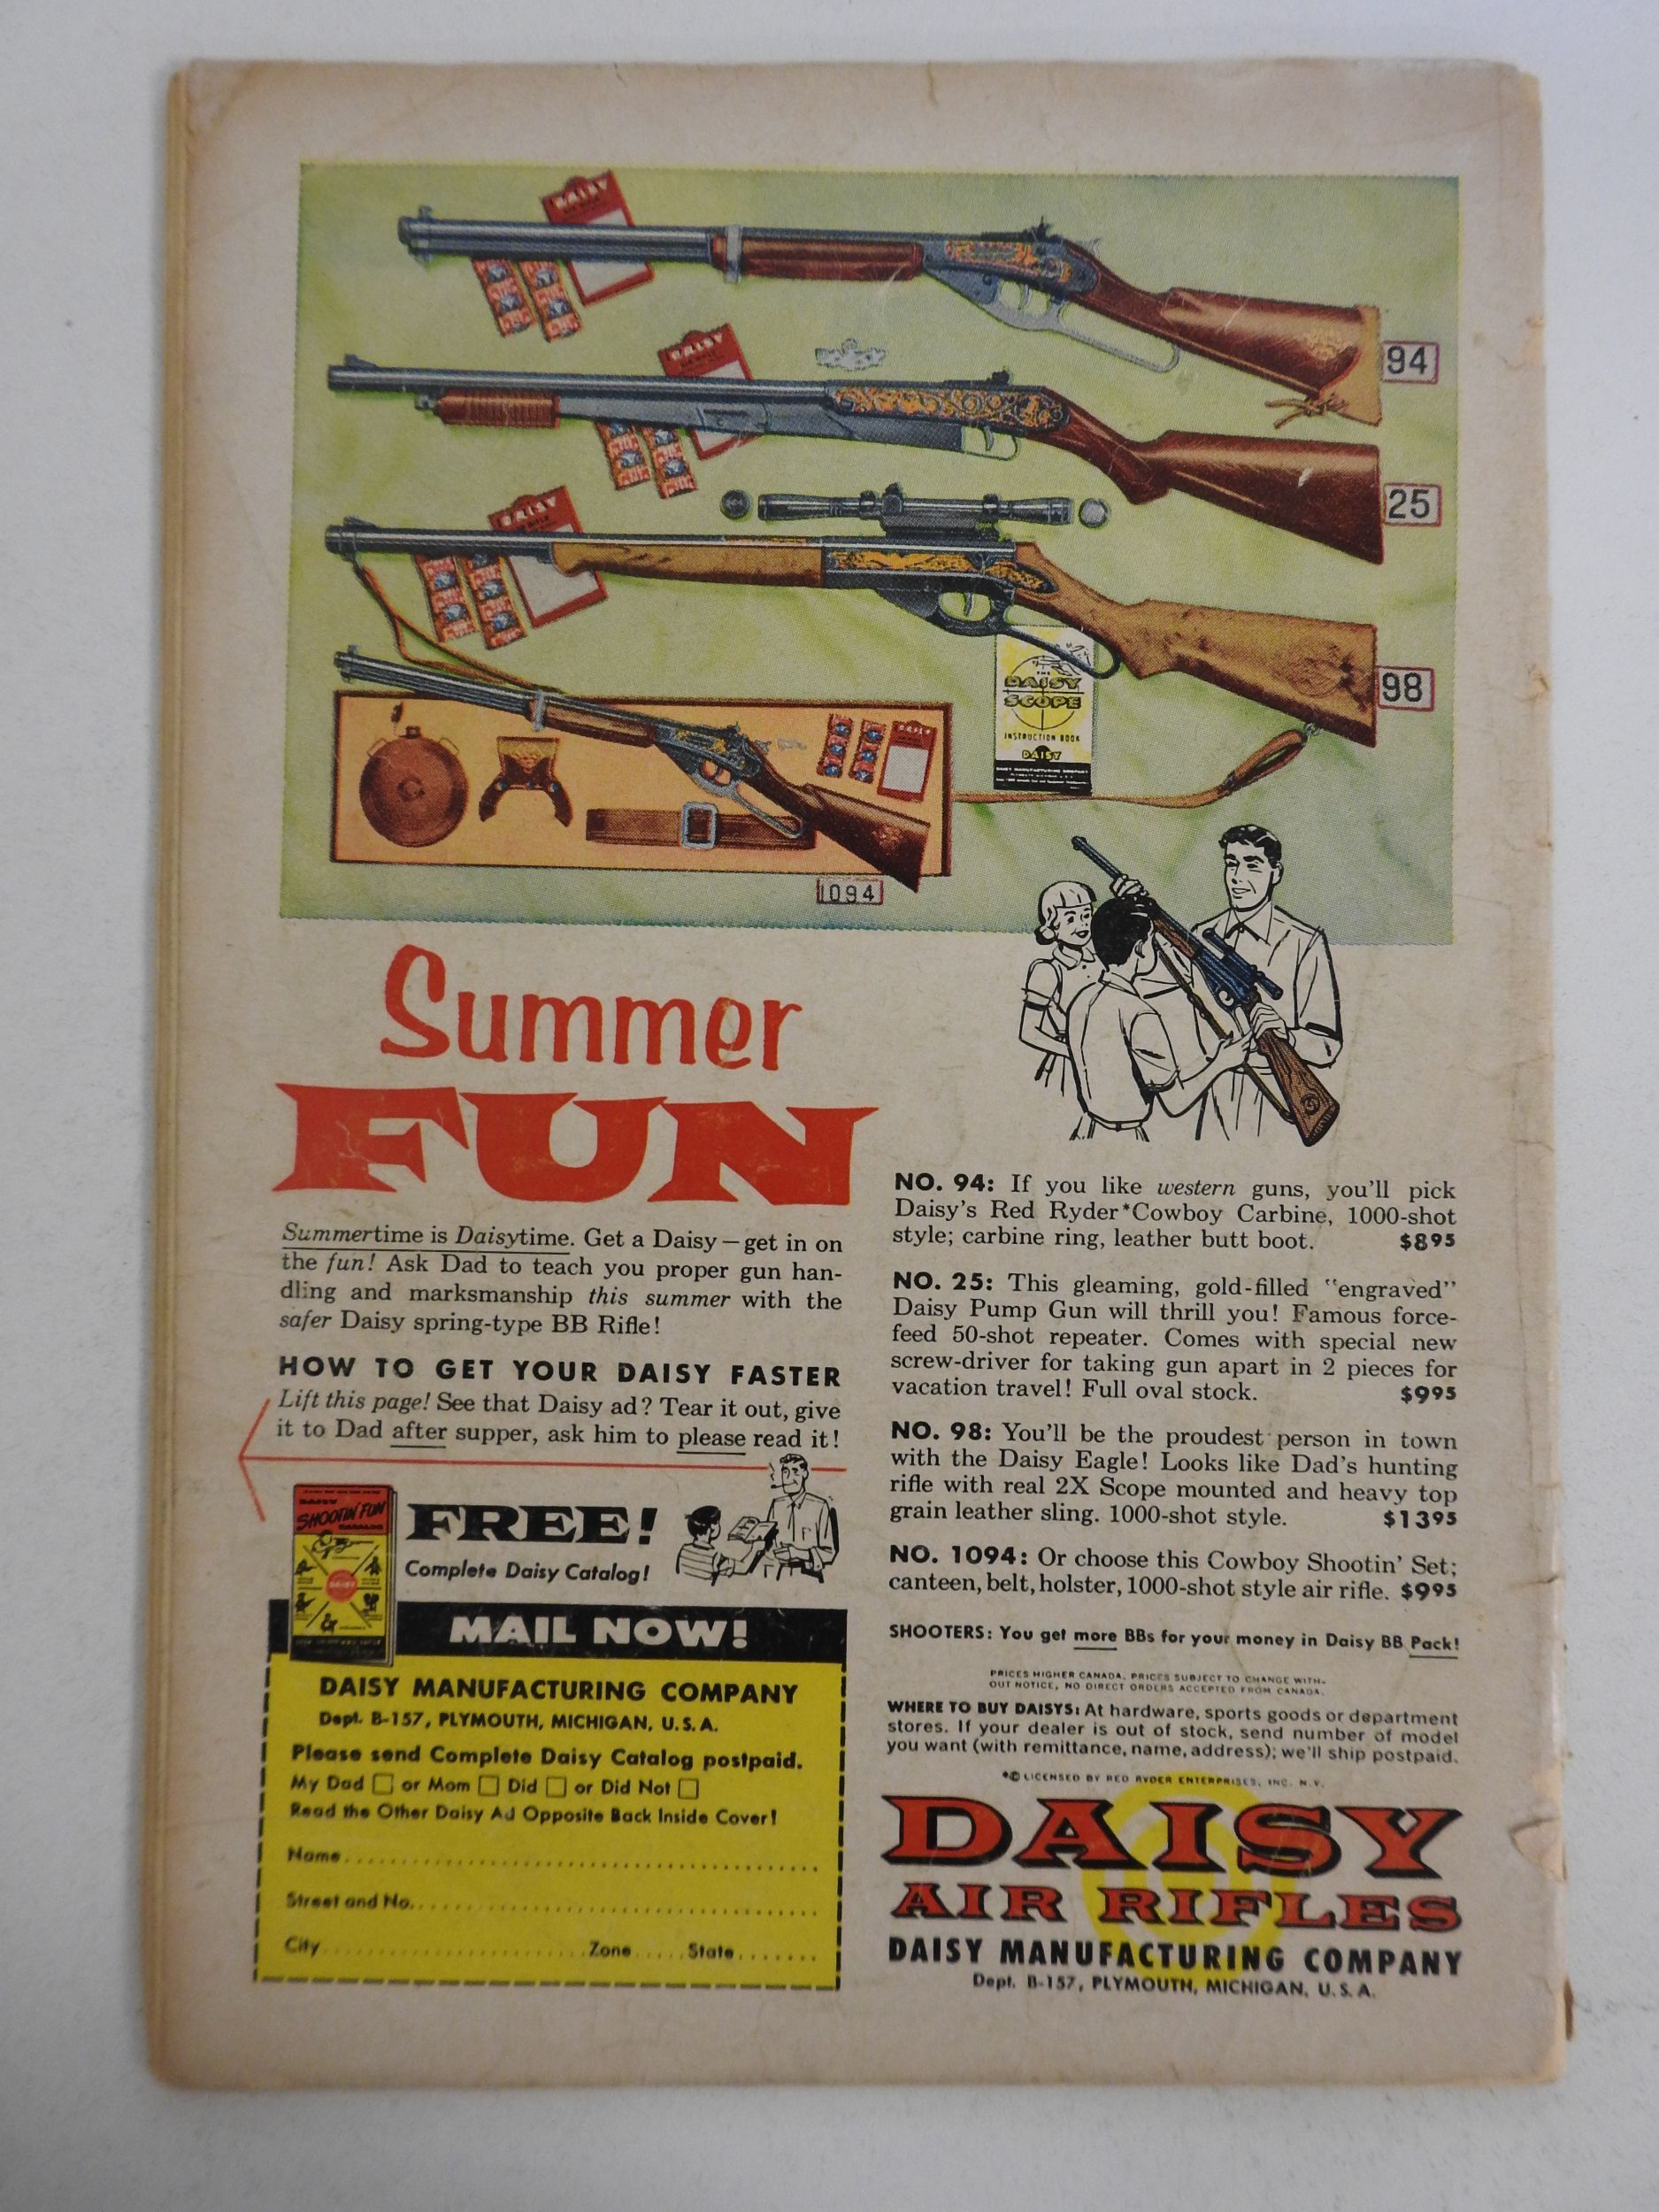 DAISY
94
DAISY
25
DAISY
98
THE
DAISY
SCOPE
INSTRUCTION BOOK
DAISY
DAISY MANUFACTURING COMPANY
DAISY
1094
Summer
FUN
Summertime is Daisytime. Get a Daisy—get in on
the fun! Ask Dad to teach you proper gun han-
dling and marksmanship this summer with the
safer Daisy spring-type BB Rifle!
HOW TO GET YOUR DAISY FASTER
Lift this page! See that Daisy ad? Tear it out, give
it to Dad after supper, ask him to please read it!
DAISY
SHOOTIN' FUN
CATALOG
DAISY
FREE!
Complete Daisy Catalog!
MAIL NOW!
DAISY MANUFACTURING COMPANY
Dept. B-157, PLYMOUTH, MICHIGAN, U.S.A.
Please send Complete Daisy Catalog postpaid.
My Dad □ or Mom □ Did □ or Did Not □
Read the Other Daisy Ad Opposite Back Inside Cover!
Name
Street and No.
City Zone State
NO. 94: If you like western guns, you'll pick
Daisy's Red Ryder*Cowboy Carbine, 1000-shot
style; carbine ring, leather butt boot. $895
NO. 25: This gleaming, gold-filled "engraved"
Daisy Pump Gun will thrill you! Famous force-
feed 50-shot repeater. Comes with special new
screw-driver for taking gun apart in 2 pieces for
vacation travel! Full oval stock. $995
NO. 98: You'll be the proudest person in town
with the Daisy Eagle! Looks like Dad's hunting
rifle with real 2X Scope mounted and heavy top
grain leather sling. 1000-shot style. $1395
NO. 1094: Or choose this Cowboy Shootin' Set;
canteen, belt, holster, 1000-shot style air rifle. $995
SHOOTERS: You get more BBs for your money in Daisy BB Pack!
PRICES HIGHER CANADA, PRICES SUBJECT TO CHANGE WITH-
OUT NOTICE, NO DIRECT ORDERS ACCEPTED FROM CANADA.
WHERE TO BUY DAISYS: At hardware, sports goods or department
stores. If your dealer is out of stock, send number of model
you want (with remittance, name, address); we'll ship postpaid.
*© LICENSED BY RED RYDER ENTERPRISES, INC. N.Y.
DAISY
AIR RIFLES
DAISY MANUFACTURING COMPANY
Dept. B-157, PLYMOUTH, MICHIGAN, U.S.A.